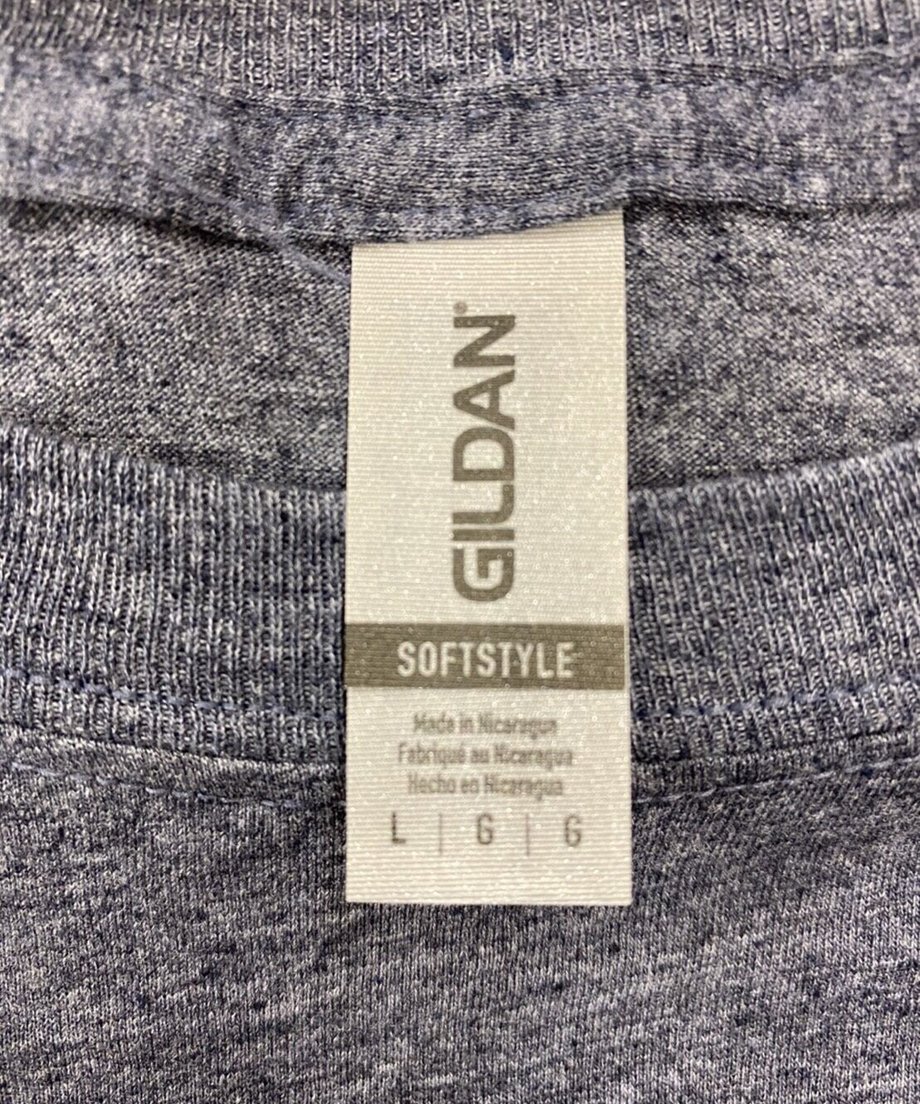 GILDAN®
SOFTSTYLE
Made in Nicaragua
Fabriqué au Nicaragua
Hecho en Nicaragua
L | G | G